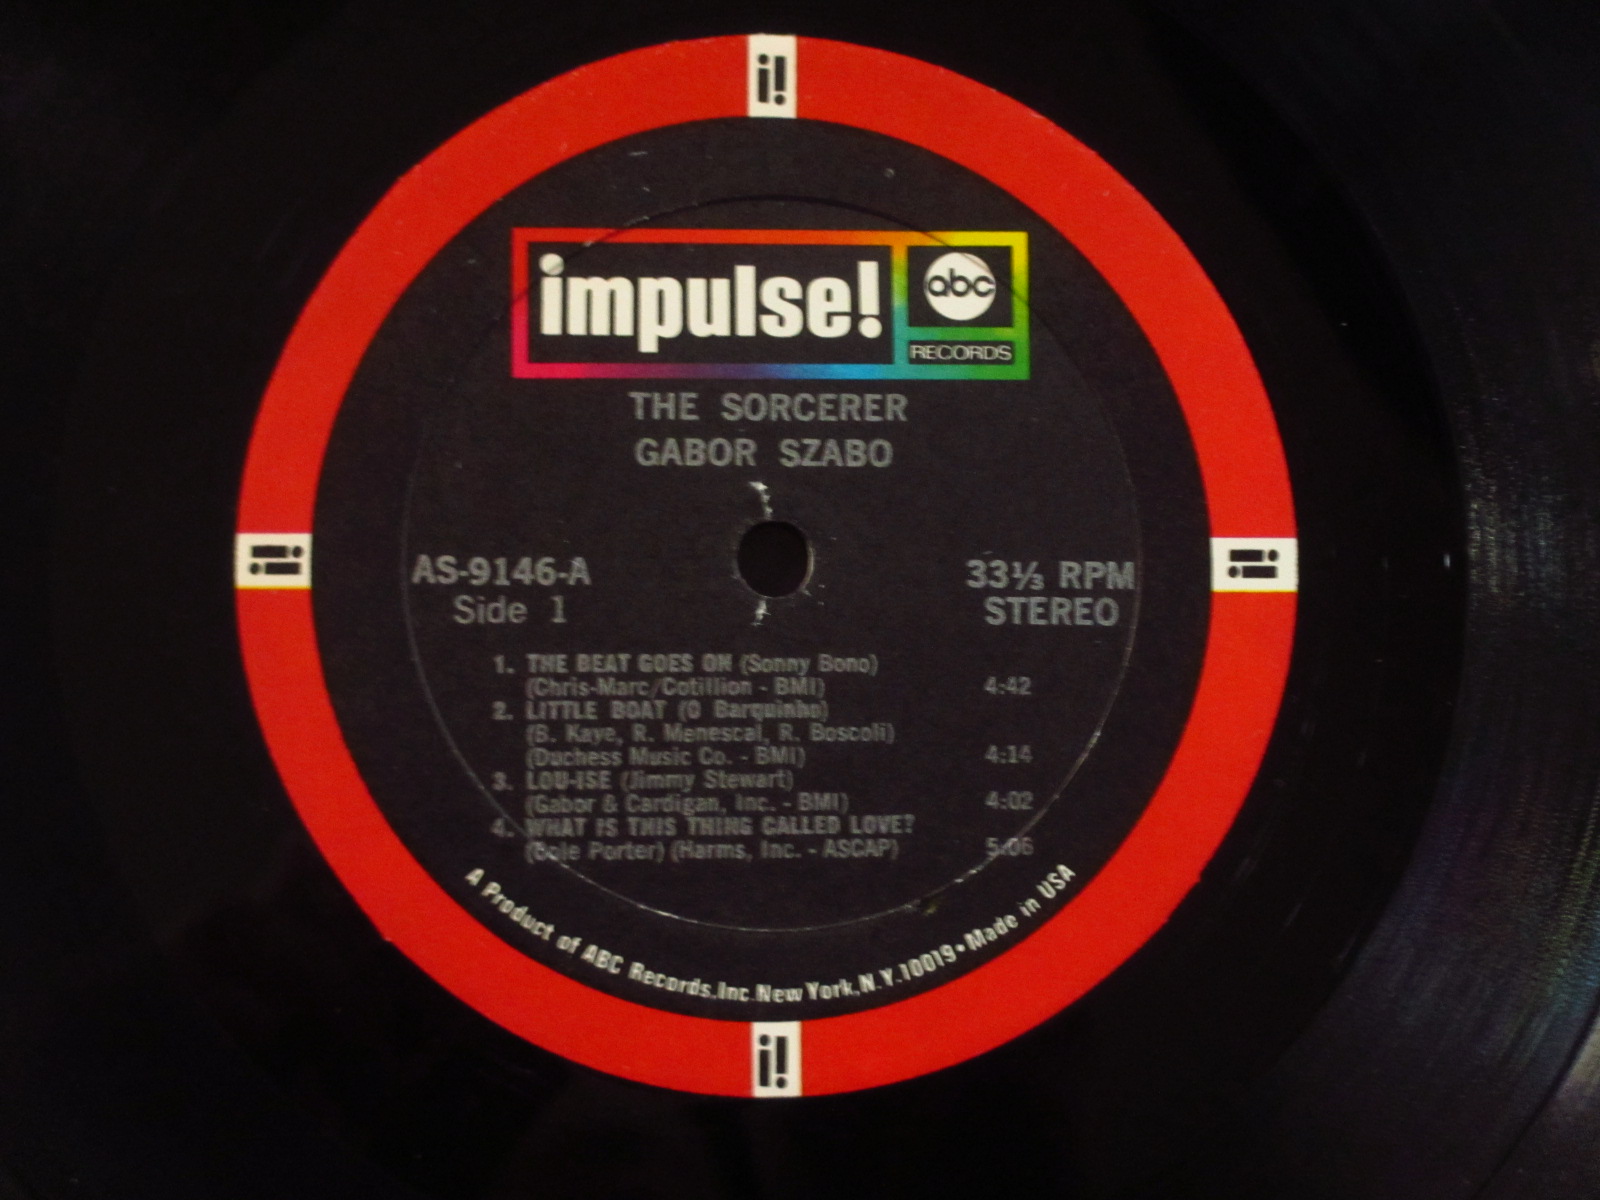 i!
impulse!
abc
RECORDS
THE SORCERER
GABOR SZABO
AS-9146-A
Side 1
33⅓ RPM
STEREO
1. THE BEAT GOES ON (Sonny Bono)
(Chris-Marc/Cotillion - BMI) 4:42
2. LITTLE BOAT (O Barquinho)
(B. Kaye, R. Menescal, R. Boscoli)
(Duchess Music Co. - BMI) 4:14
3. LOU-ISE (Jimmy Stewart)
(Gabor & Cardigan, Inc. - BMI) 4:02
4. WHAT IS THIS THING CALLED LOVE?
(Cole Porter) (Harms, Inc. - ASCAP) 5:06
A Product of ABC Records, Inc. New York, N.Y. 10019 • Made in USA
i!
i!
i!